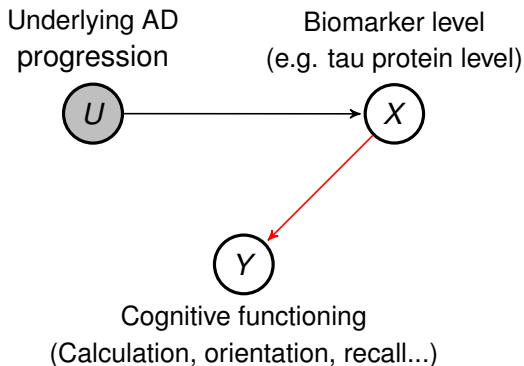 Underlying AD
progression
Biomarker level
(e.g. tau protein level)
U
X
Y
Cognitive functioning
(Calculation, orientation, recall...)